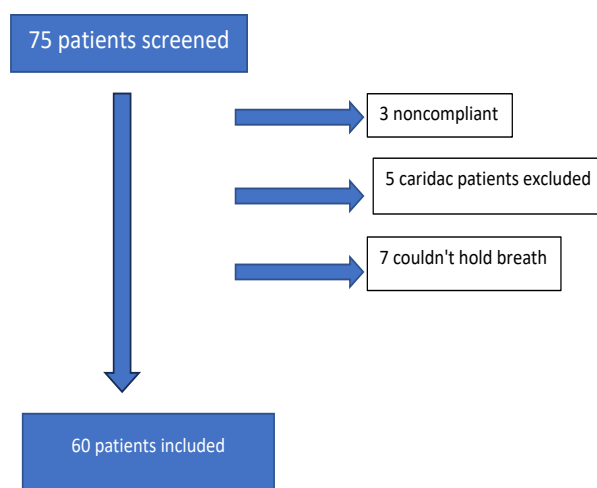 75 patients screened
3 noncompliant
5 caridac patients excluded
7 couldn't hold breath
60 patients included